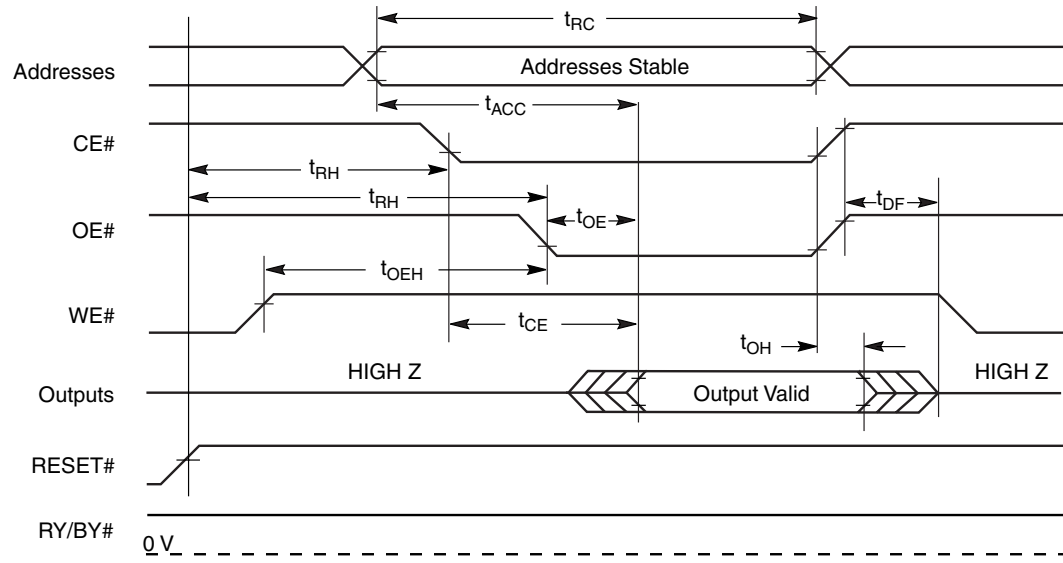 tRC
Addresses
Addresses Stable
tACC
CE#
tRH
tRH
tDF
OE#
tOE
tOEH
WE#
tCE
tOH
HIGH Z
HIGH Z
Outputs
Output Valid
RESET#
RY/BY#
0 V